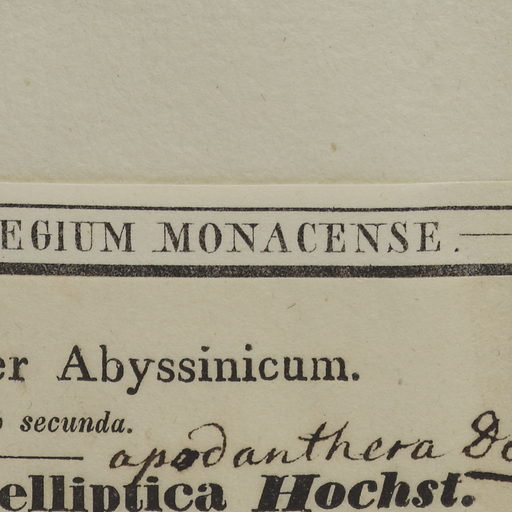 EGIUM MONACENSE.
er Abyssinicum.
secunda.
apodanthera
elliptica Hochst.